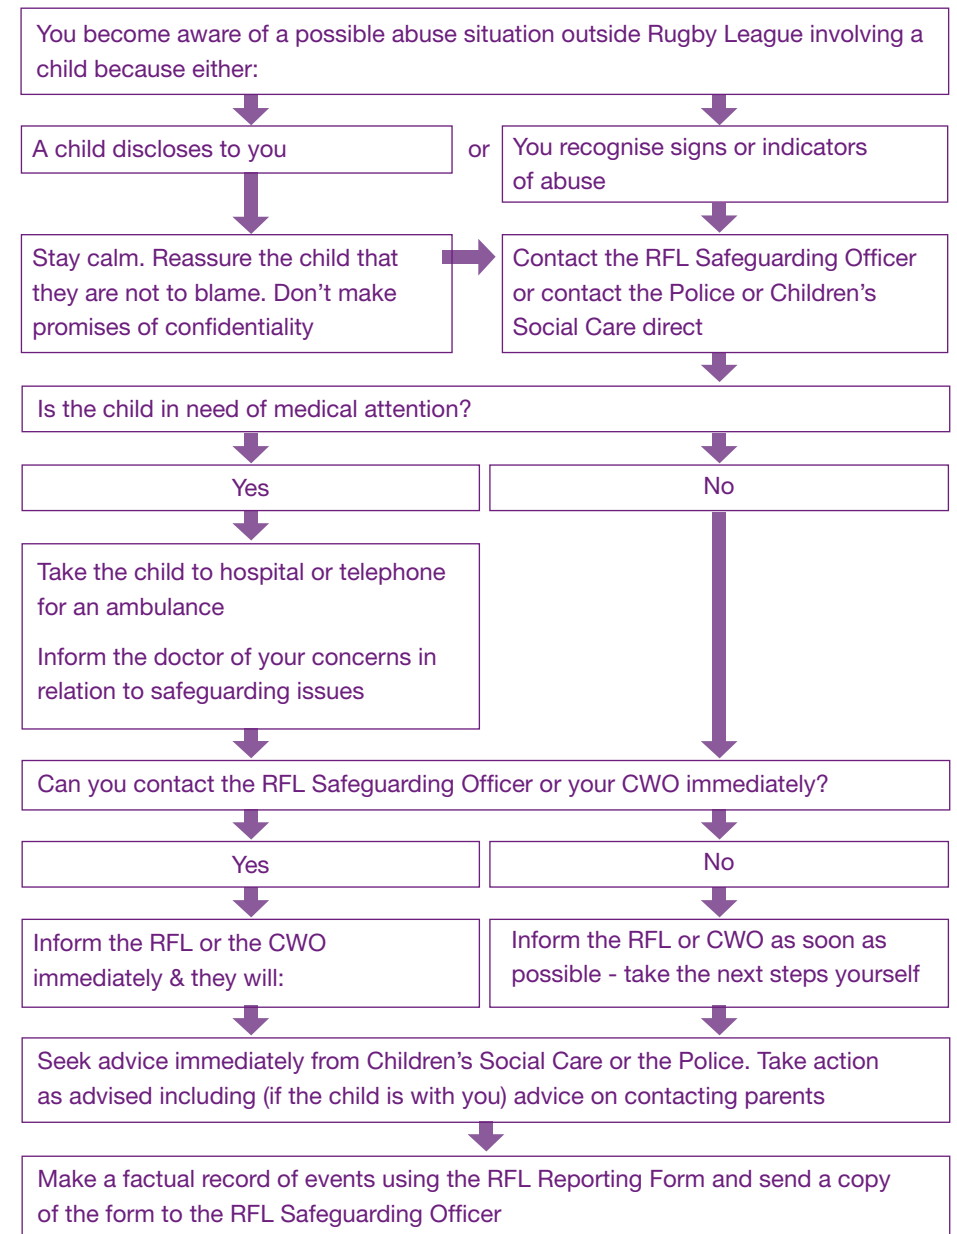 You become aware of a possible abuse situation outside Rugby League involving a
child because either:
A child discloses to you
or
You recognise signs or indicators
of abuse
Stay calm. Reassure the child that
they are not to blame. Don’t make
promises of confidentiality
Contact the RFL Safeguarding Officer
or contact the Police or Children’s
Social Care direct
Is the child in need of medical attention?
Yes
No
Take the child to hospital or telephone
for an ambulance
Inform the doctor of your concerns in
relation to safeguarding issues
Can you contact the RFL Safeguarding Officer or your CWO immediately?
Yes
No
Inform the RFL or the CWO
immediately & they will:
Inform the RFL or CWO as soon as
possible - take the next steps yourself
Seek advice immediately from Children’s Social Care or the Police. Take action
as advised including (if the child is with you) advice on contacting parents
Make a factual record of events using the RFL Reporting Form and send a copy
of the form to the RFL Safeguarding Officer